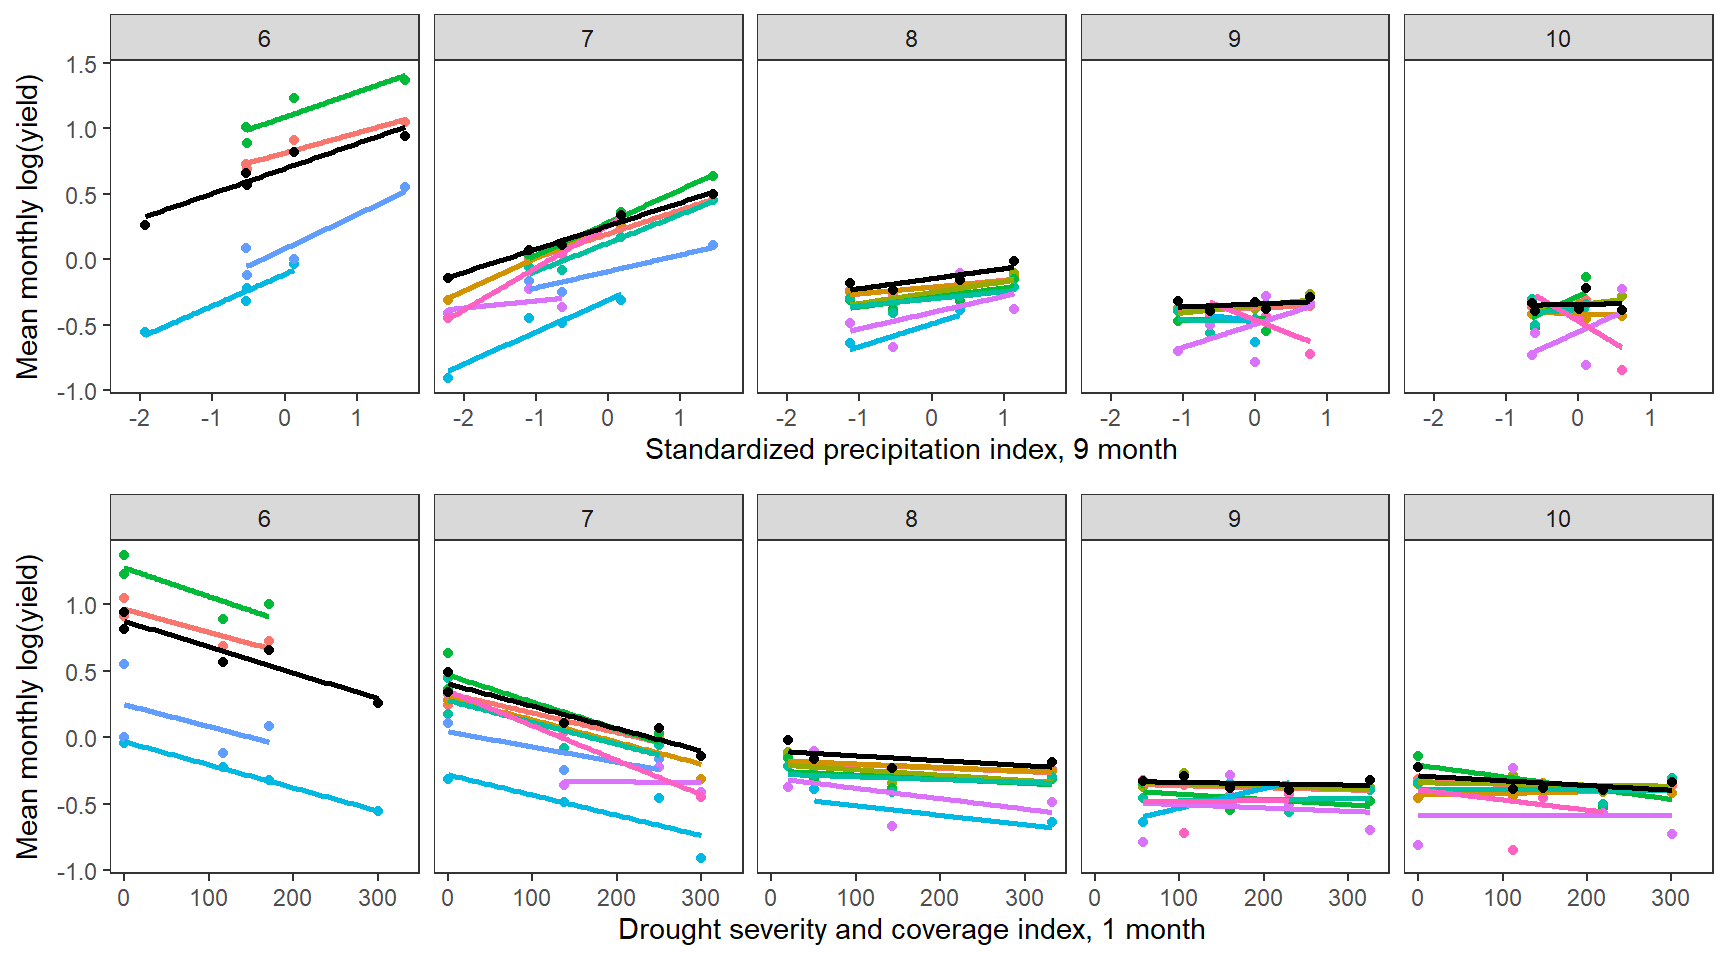 6 7 8 9 10
Mean monthly log(yield)
1.5
1.0
0.5
0.0
-0.5
-1.0
-2 -1 0 1 -2 -1 0 1 -2 -1 0 1 -2 -1 0 1 -2 -1 0 1
Standardized precipitation index, 9 month
6 7 8 9 10
Mean monthly log(yield)
1.0
0.5
0.0
-0.5
-1.0
0 100 200 300 0 100 200 300 0 100 200 300 0 100 200 300 0 100 200 300
Drought severity and coverage index, 1 month